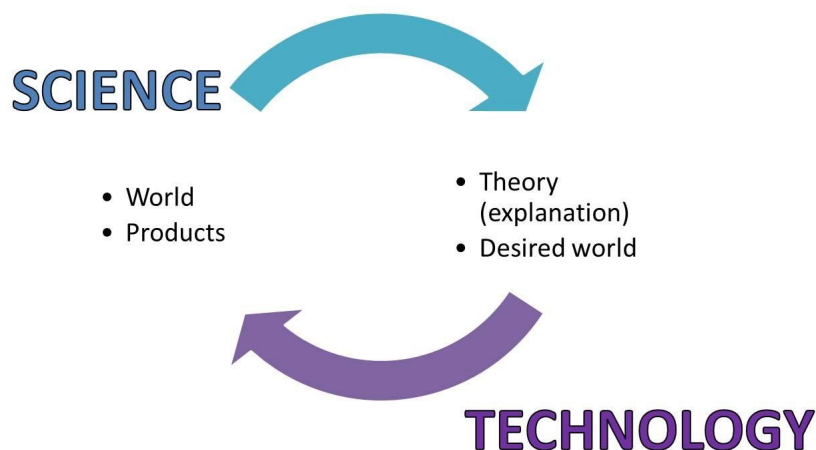 SCIENCE
• World
• Products
• Theory
(explanation)
• Desired world
TECHNOLOGY